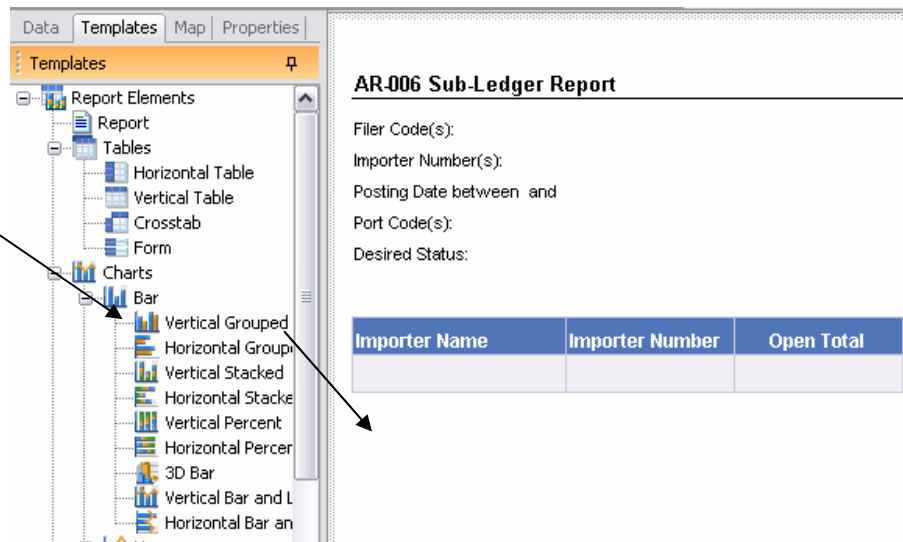 Data Templates Map Properties
Templates
Report Elements
Report
Tables
Horizontal Table
Vertical Table
Crosstab
Form
Charts
Bar
Vertical Grouped
Horizontal Group
Vertical Stacked
Horizontal Stacke
Vertical Percent
Horizontal Percer
3D Bar
Vertical Bar and L
Horizontal Bar an
AR-006 Sub-Ledger Report
Filer Code(s):
Importer Number(s):
Posting Date between and
Port Code(s):
Desired Status:
Importer Name Importer Number Open Total